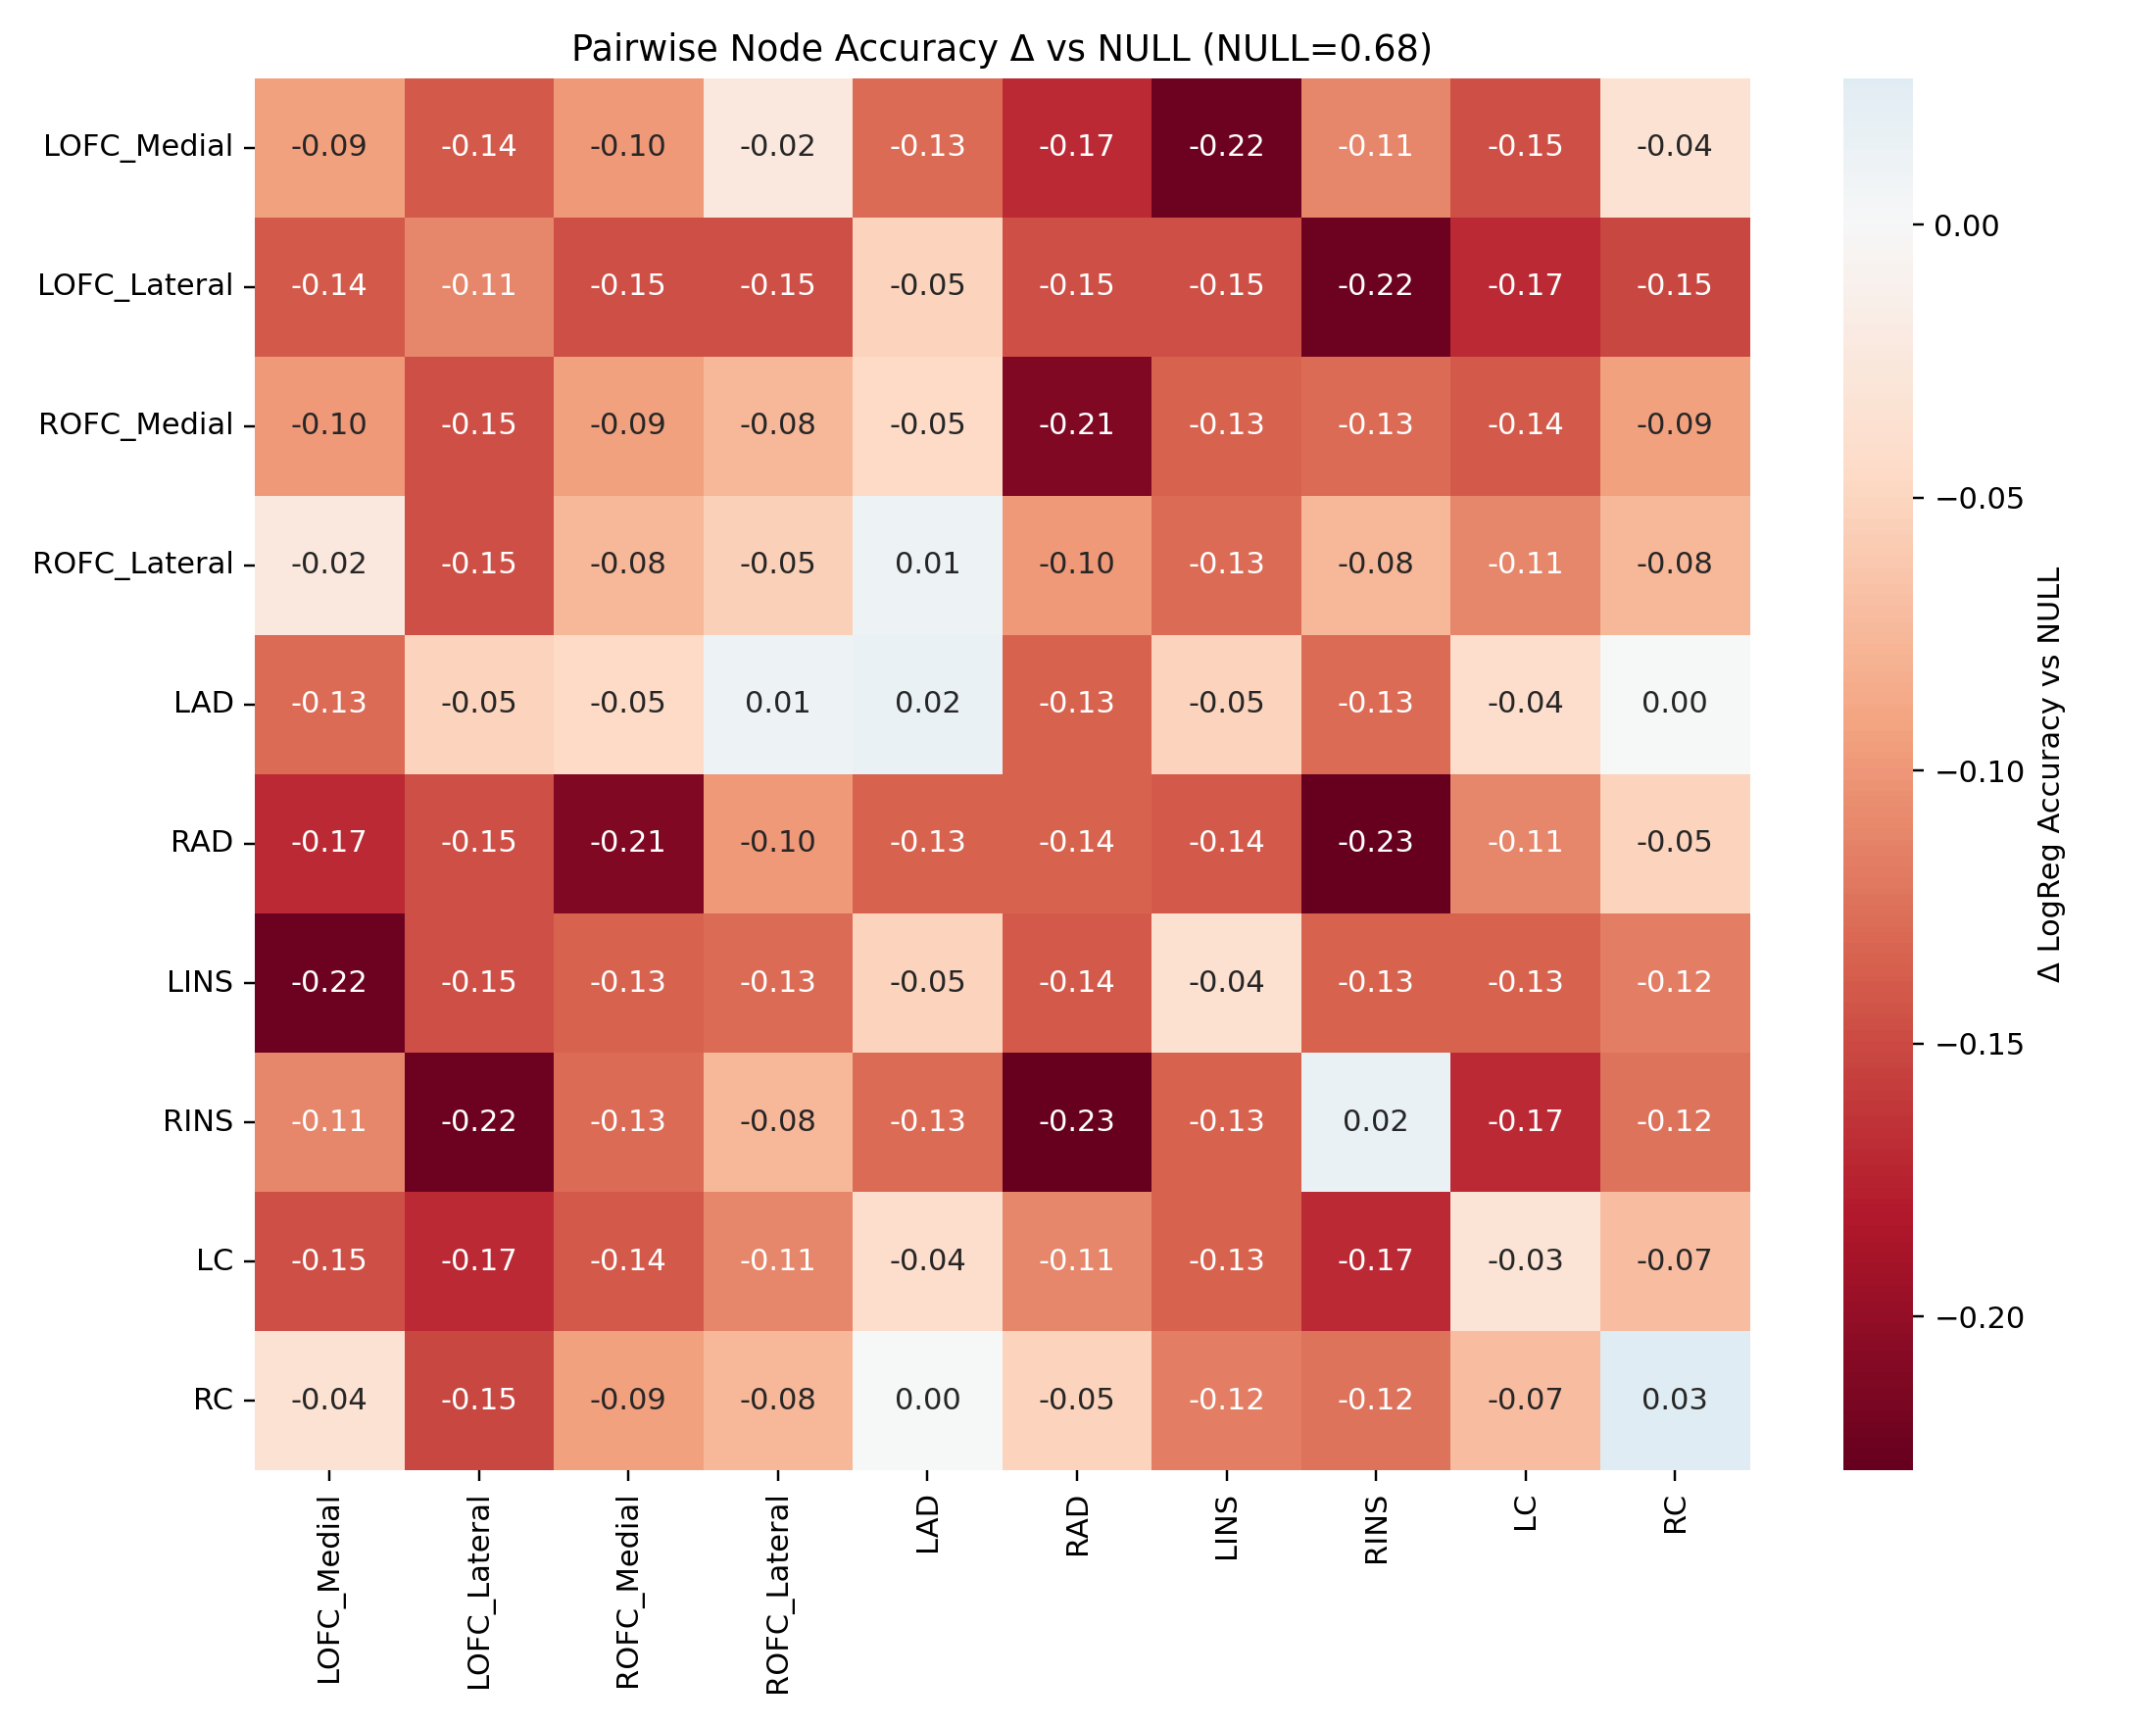 Pairwise Node Accuracy Δ vs NULL (NULL=0.68)
LOFC_Medial -0.09 -0.14 -0.10 -0.02 -0.13 -0.17 -0.22 -0.11 -0.15 -0.04
LOFC_Lateral -0.14 -0.11 -0.15 -0.15 -0.05 -0.15 -0.15 -0.22 -0.17 -0.15
ROFC_Medial -0.10 -0.15 -0.09 -0.08 -0.05 -0.21 -0.13 -0.13 -0.14 -0.09
ROFC_Lateral -0.02 -0.15 -0.08 -0.05 0.01 -0.10 -0.13 -0.08 -0.11 -0.08
LAD -0.13 -0.05 -0.05 0.01 0.02 -0.13 -0.05 -0.13 -0.04 0.00
RAD -0.17 -0.15 -0.21 -0.10 -0.13 -0.14 -0.14 -0.23 -0.11 -0.05
LINS -0.22 -0.15 -0.13 -0.13 -0.05 -0.14 -0.04 -0.13 -0.13 -0.12
RINS -0.11 -0.22 -0.13 -0.08 -0.13 -0.23 -0.13 0.02 -0.17 -0.12
LC -0.15 -0.17 -0.14 -0.11 -0.04 -0.11 -0.13 -0.17 -0.03 -0.07
RC -0.04 -0.15 -0.09 -0.08 0.00 -0.05 -0.12 -0.12 -0.07 0.03
LOFC_Medial LOFC_Lateral ROFC_Medial ROFC_Lateral LAD RAD LINS RINS LC RC
0.00
−0.05
−0.10
−0.15
−0.20
Δ LogReg Accuracy vs NULL